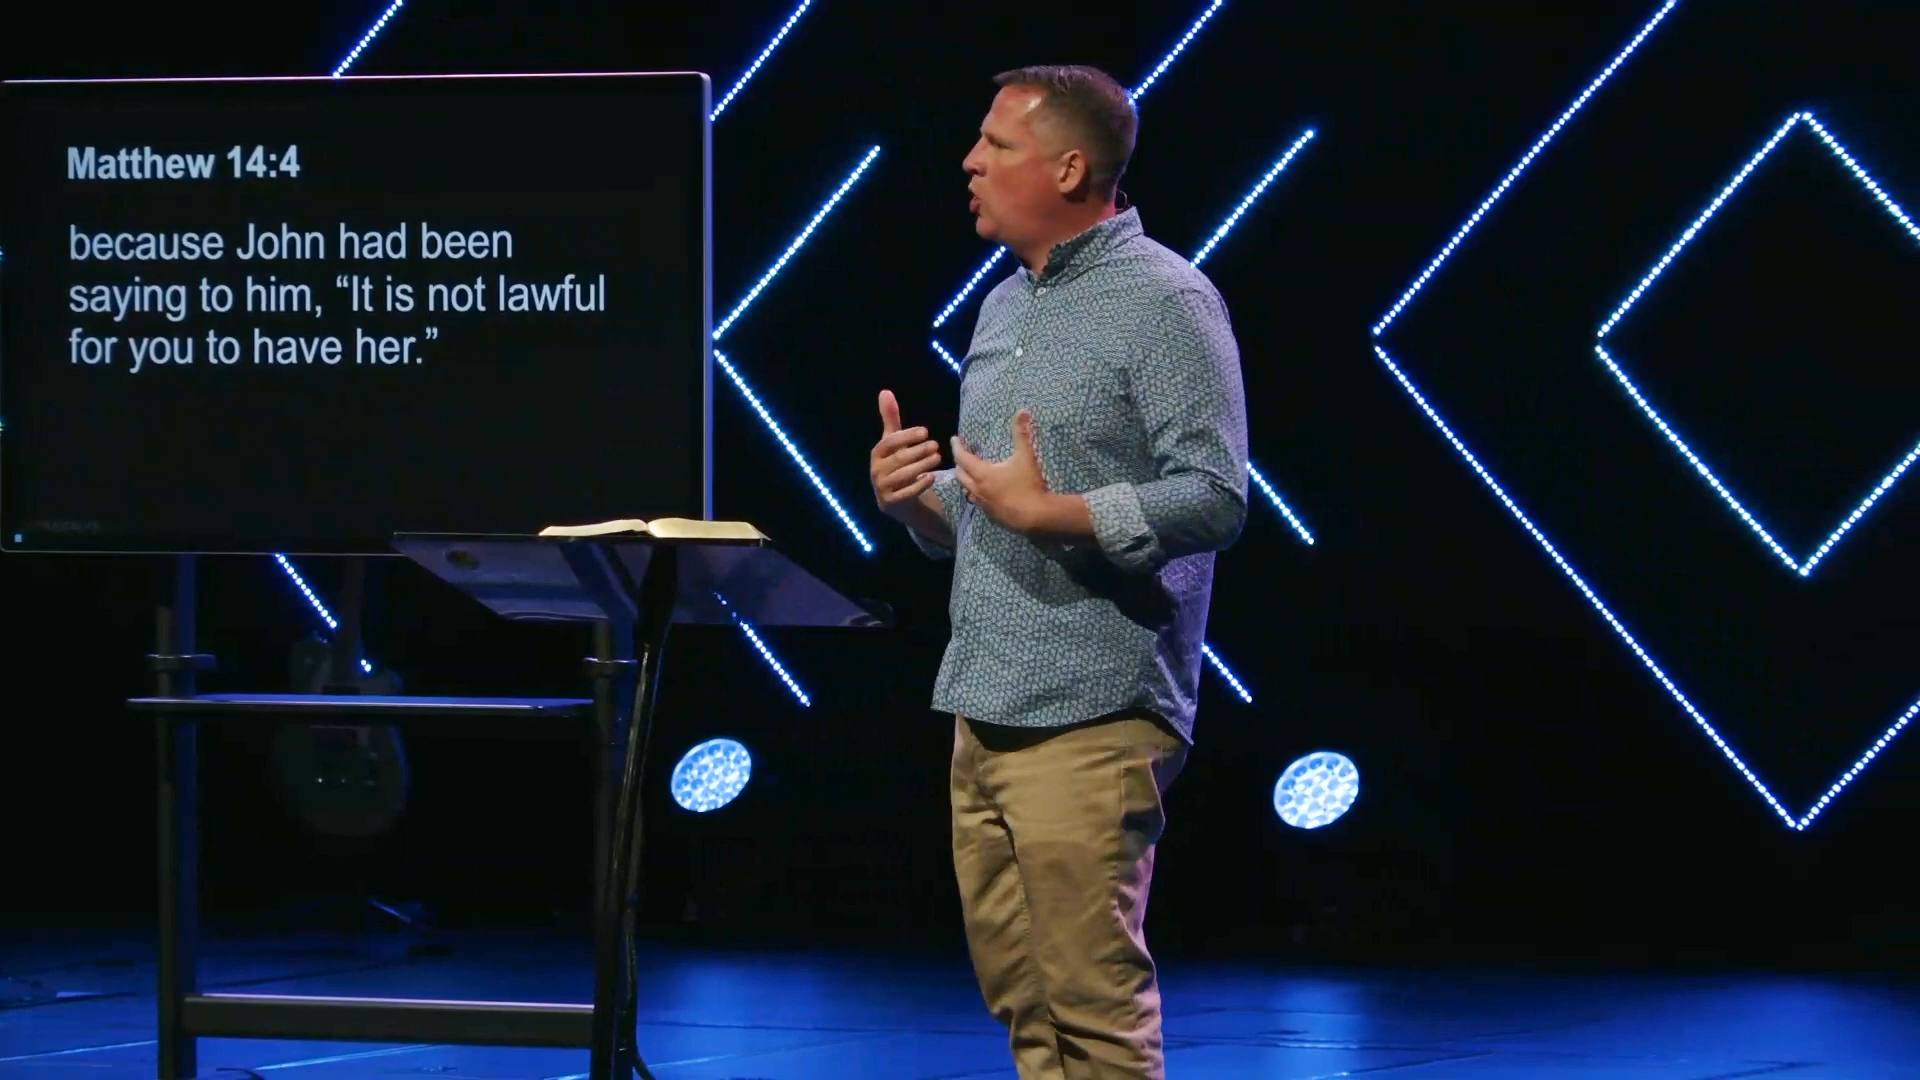 Matthew 14:4
because John had been
saying to him, “It is not lawful
for you to have her.”